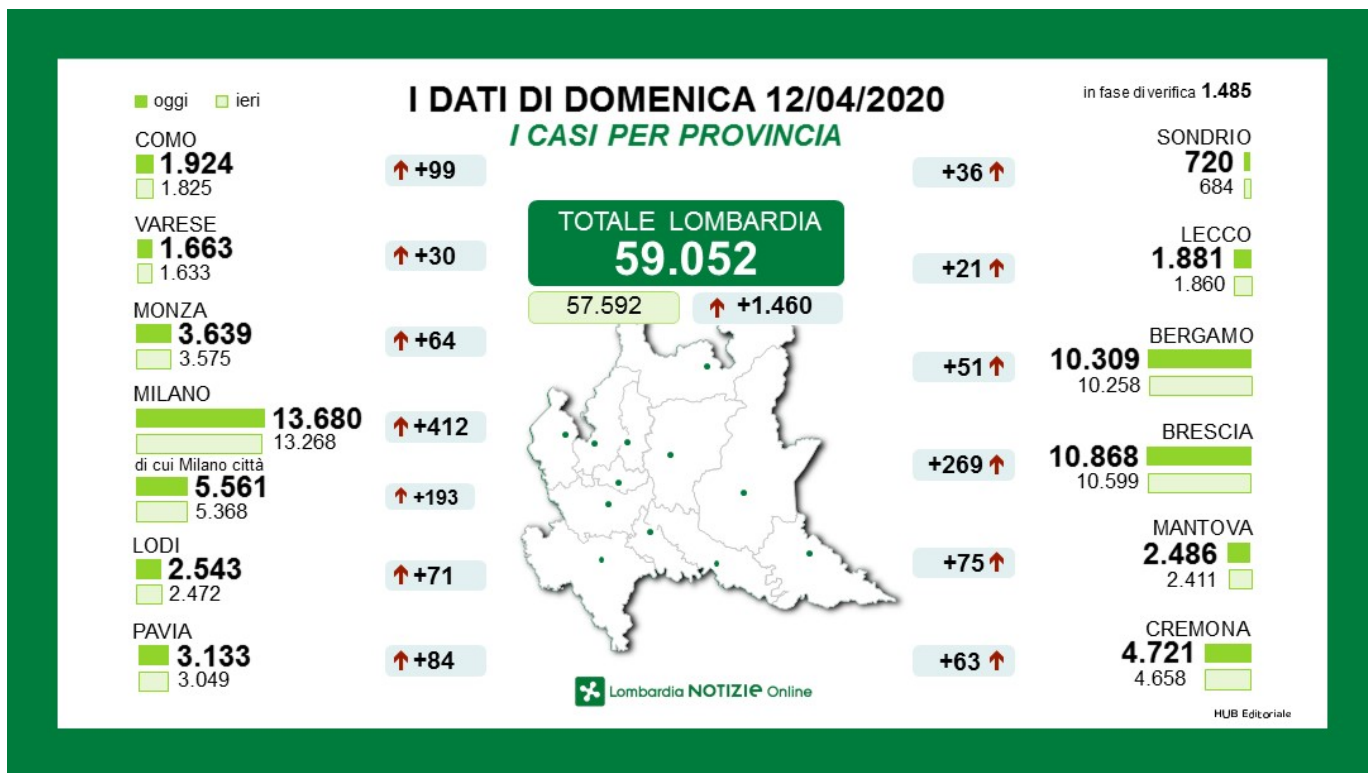 oggi ieri
I DATI DI DOMENICA 12/04/2020
I CASI PER PROVINCIA
in fase di verifica 1.485
COMO
1.924
1.825
+99
VARESE
1.663
1.633
+30
MONZA
3.639
3.575
+64
MILANO
13.680
13.268
+412
di cui Milano città
5.561
5.368
+193
LODI
2.543
2.472
+71
PAVIA
3.133
3.049
+84
TOTALE LOMBARDIA
59.052
57.592
+1.460
SONDRIO
720
684
+36
LECCO
1.881
1.860
+21
BERGAMO
10.309
10.258
+51
BRESCIA
10.868
10.599
+269
MANTOVA
2.486
2.411
+75
CREMONA
4.721
4.658
+63
Lombardia NOTIZIe Online
HUB Editoriale